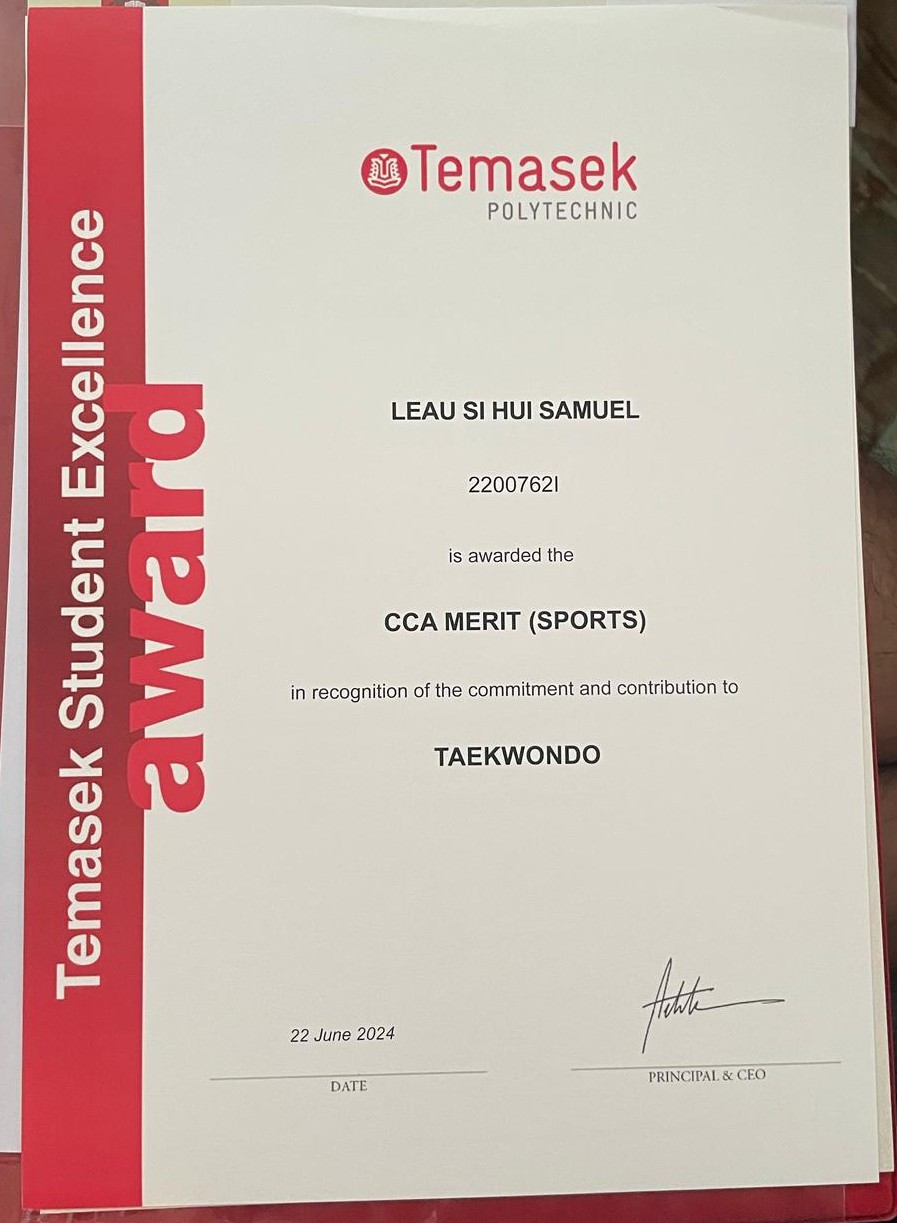 Temasek
POLYTECHNIC
Temasek Student Excellence
award
LEAU SI HUI SAMUEL
2200762I
is awarded the
CCA MERIT (SPORTS)
in recognition of the commitment and contribution to
TAEKWONDO
22 June 2024
DATE
PRINCIPAL & CEO